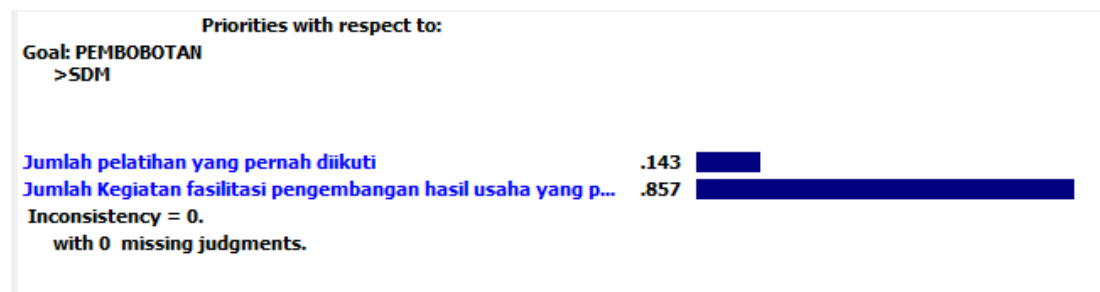 Priorities with respect to:
Goal: PEMBOBOTAN
>SDM
Jumlah pelatihan yang pernah diikuti .143
Jumlah Kegiatan fasilitasi pengembangan hasil usaha yang p... .857
Inconsistency = 0.
with 0 missing judgments.